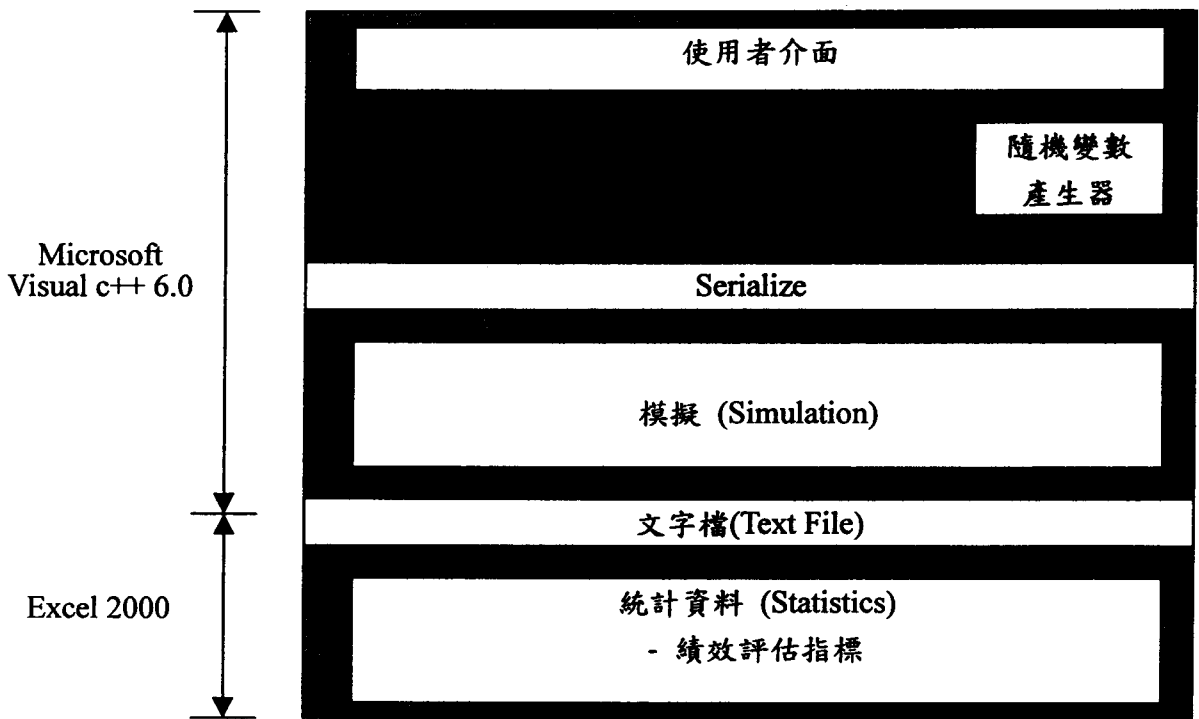 使用者介面
隨機變數
產生器
Microsoft
Visual c++ 6.0
Serialize
模擬 (Simulation)
文字檔(Text File)
Excel 2000
統計資料 (Statistics)
- 績效評估指標